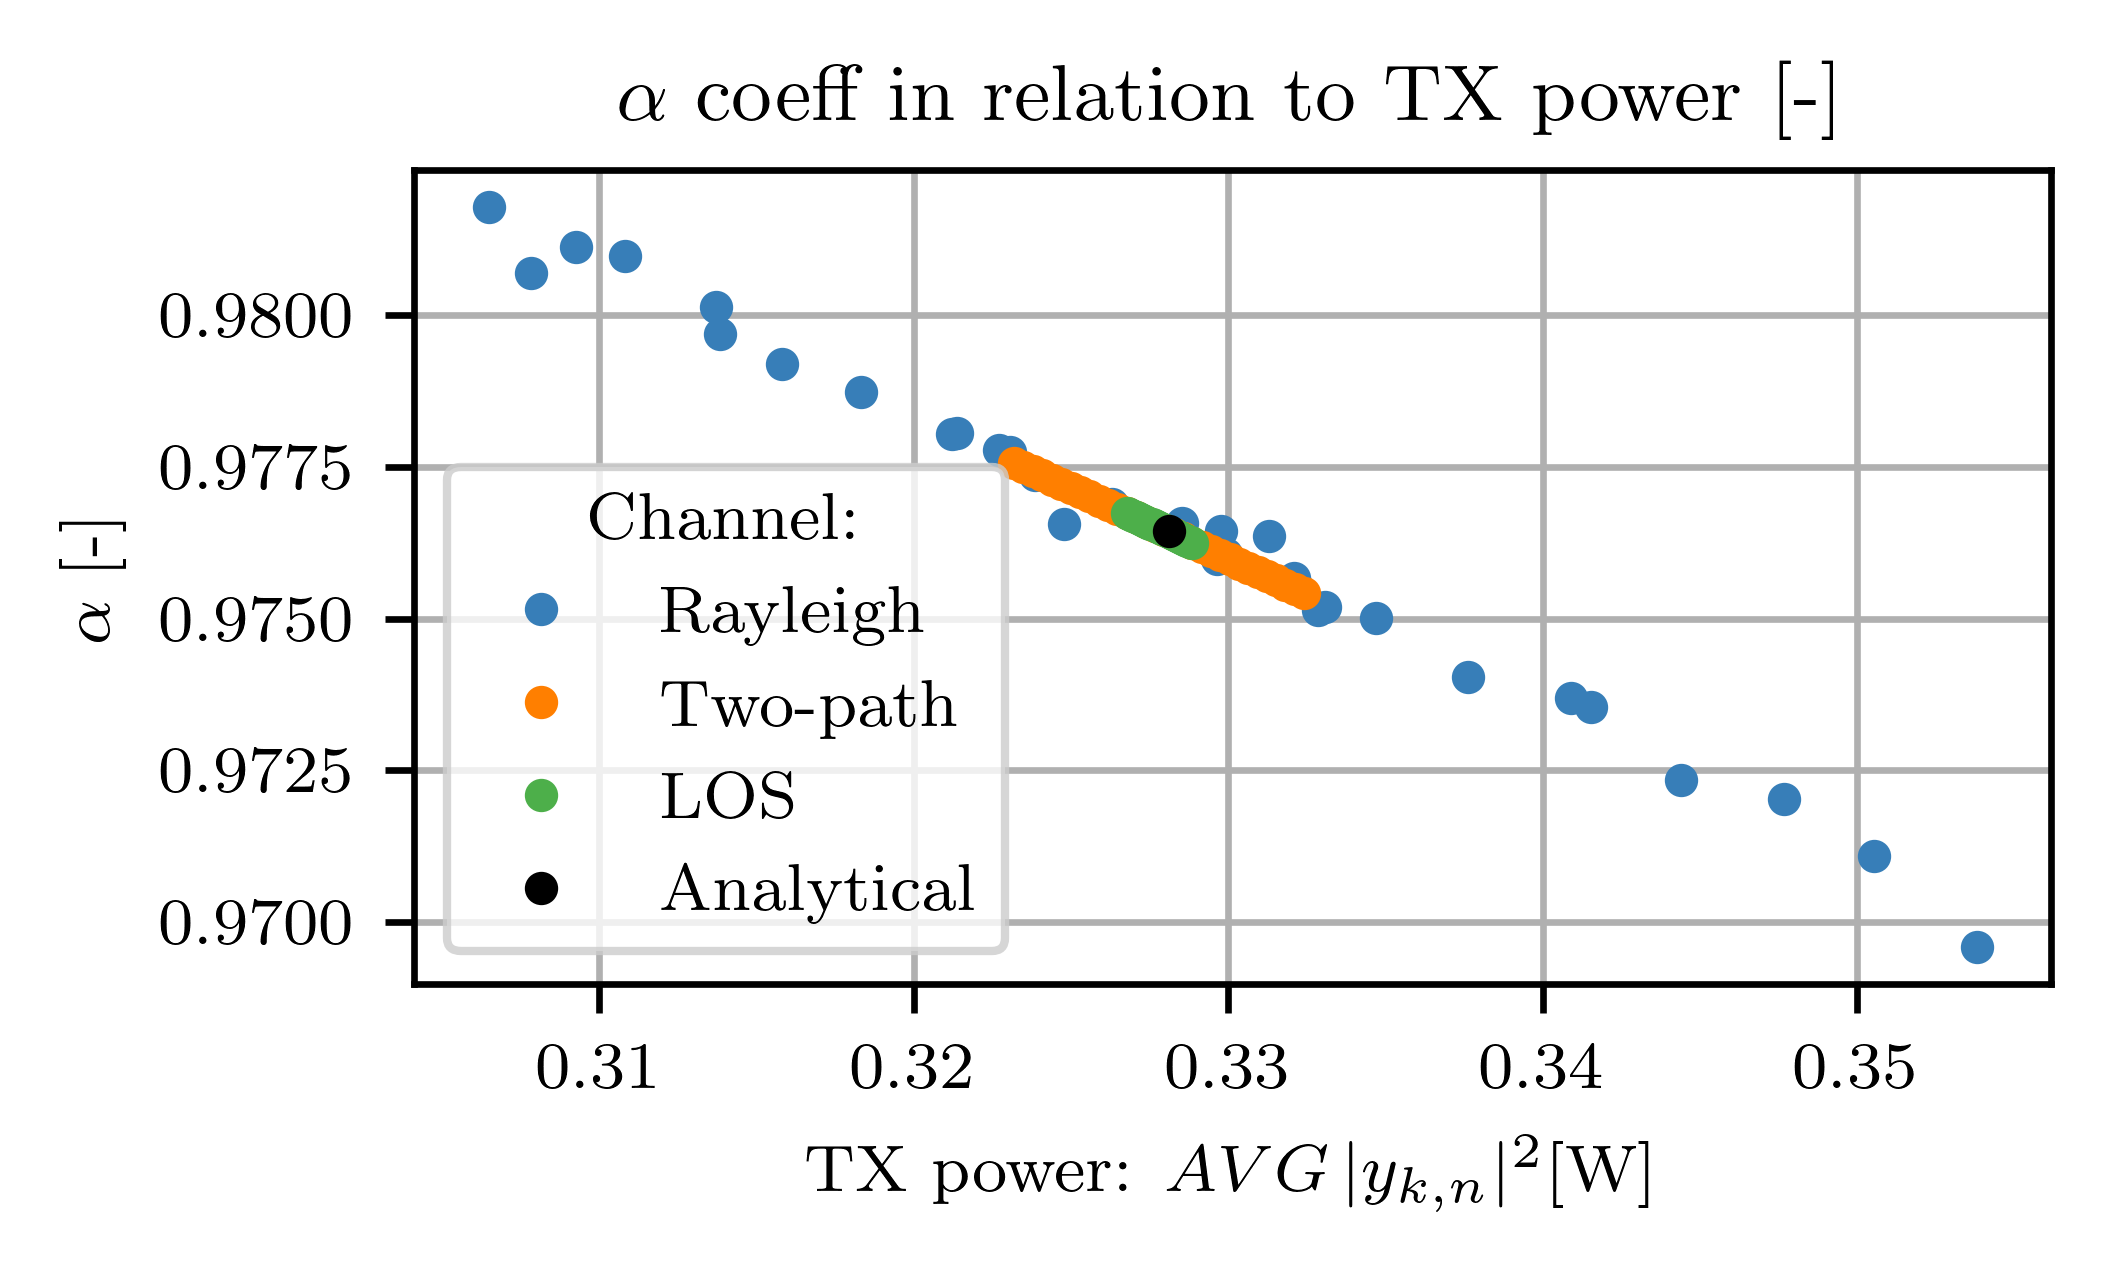 α coeff in relation to TX power [-]
α [-]
0.9800
0.9775
0.9750
0.9725
0.9700
Channel:
Rayleigh
Two-path
LOS
Analytical
0.31 0.32 0.33 0.34 0.35
TX power: AVG|y_{k,n}|^2[W]